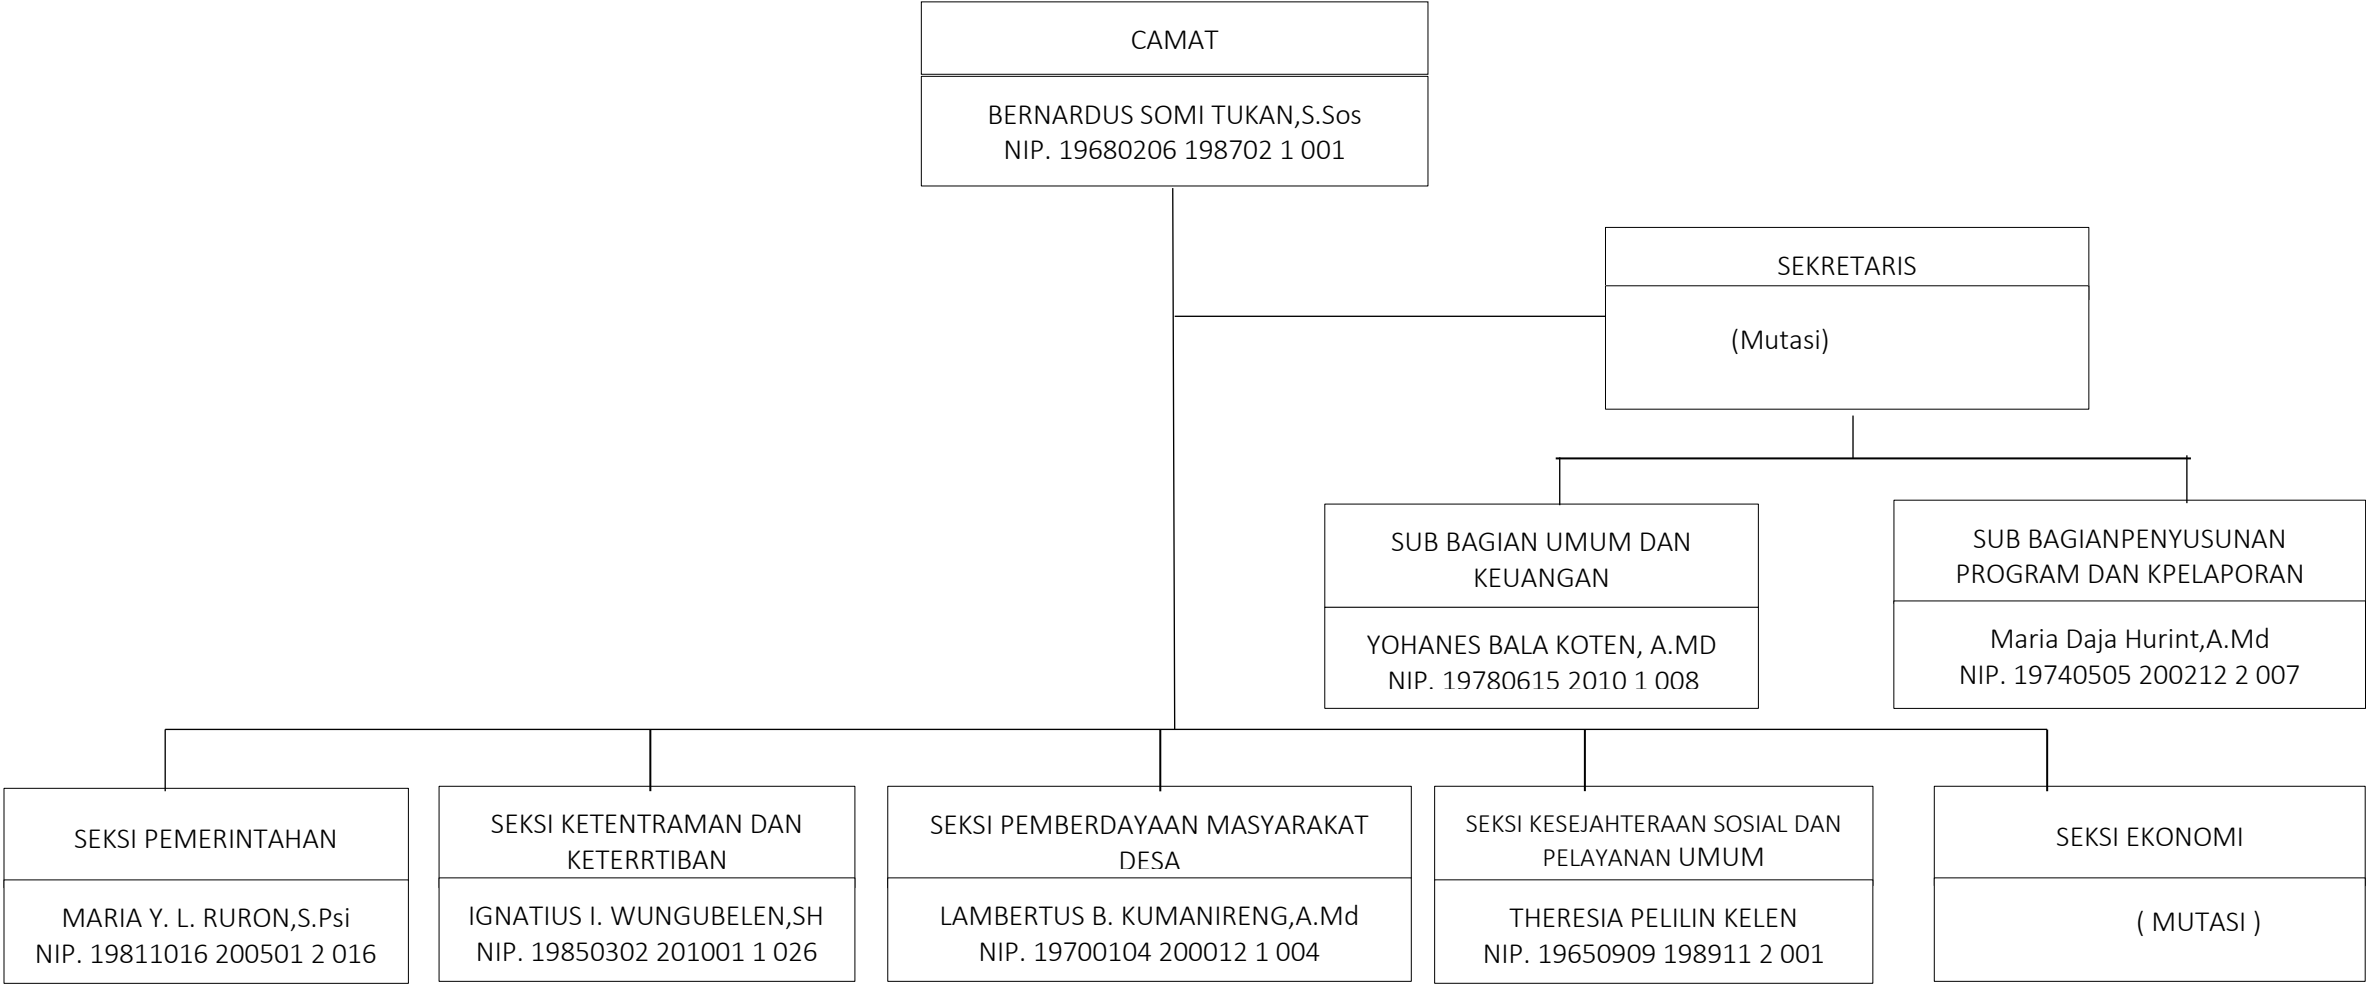 CAMAT
BERNARDUS SOMI TUKAN,S.Sos
NIP. 19680206 198702 1 001
SEKRETARIS
(Mutasi)
SUB BAGIAN UMUM DAN
KEUANGAN
YOHANES BALA KOTEN, A.MD
NIP. 19780615 2010 1 008
SUB BAGIANPENYUSUNAN
PROGRAM DAN KPELAPORAN
Maria Daja Hurint,A.Md
NIP. 19740505 200212 2 007
SEKSI PEMERINTAHAN
MARIA Y. L. RURON,S.Psi
NIP. 19811016 200501 2 016
SEKSI KETENTRAMAN DAN
KETERRTIBAN
IGNATIUS I. WUNGUBELEN,SH
NIP. 19850302 201001 1 026
SEKSI PEMBERDAYAAN MASYARAKAT
DESA
LAMBERTUS B. KUMANIRENG,A.Md
NIP. 19700104 200012 1 004
SEKSI KESEJAHTERAAN SOSIAL DAN
PELAYANAN UMUM
THERESIA PELILIN KELEN
NIP. 19650909 198911 2 001
SEKSI EKONOMI
( MUTASI )